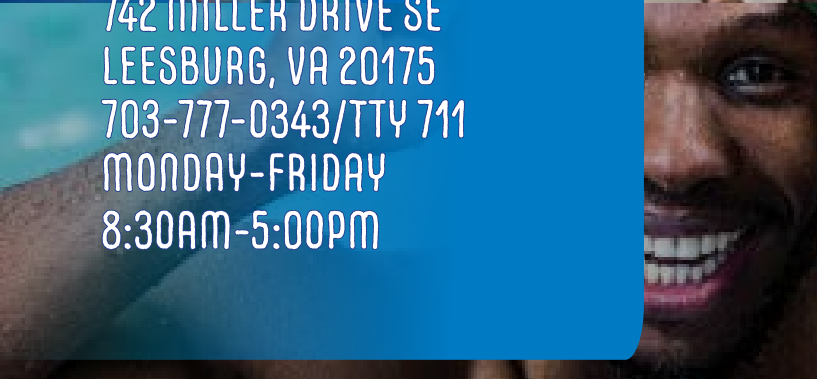 742 MILLER DRIVE SE
LEESBURG, VA 20175
703-777-0343/TTY 711
MONDAY-FRIDAY
8:30AM-5:00PM